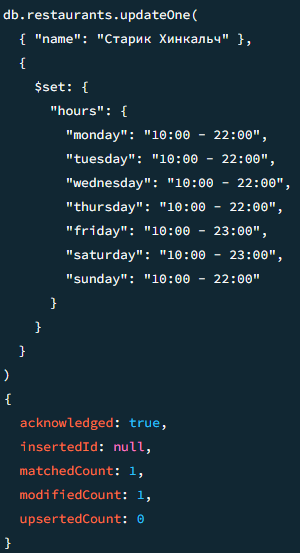 db.restaurants.updateOne(
{ "name": "Старик Хинкальч" },
{
$set: {
"hours": {
"monday": "10:00 - 22:00",
"tuesday": "10:00 - 22:00",
"wednesday": "10:00 - 22:00",
"thursday": "10:00 - 22:00",
"friday": "10:00 - 23:00",
"saturday": "10:00 - 23:00",
"sunday": "10:00 - 22:00"
}
}
}
)
{
acknowledged: true,
insertedId: null,
matchedCount: 1,
modifiedCount: 1,
upsertedCount: 0
}